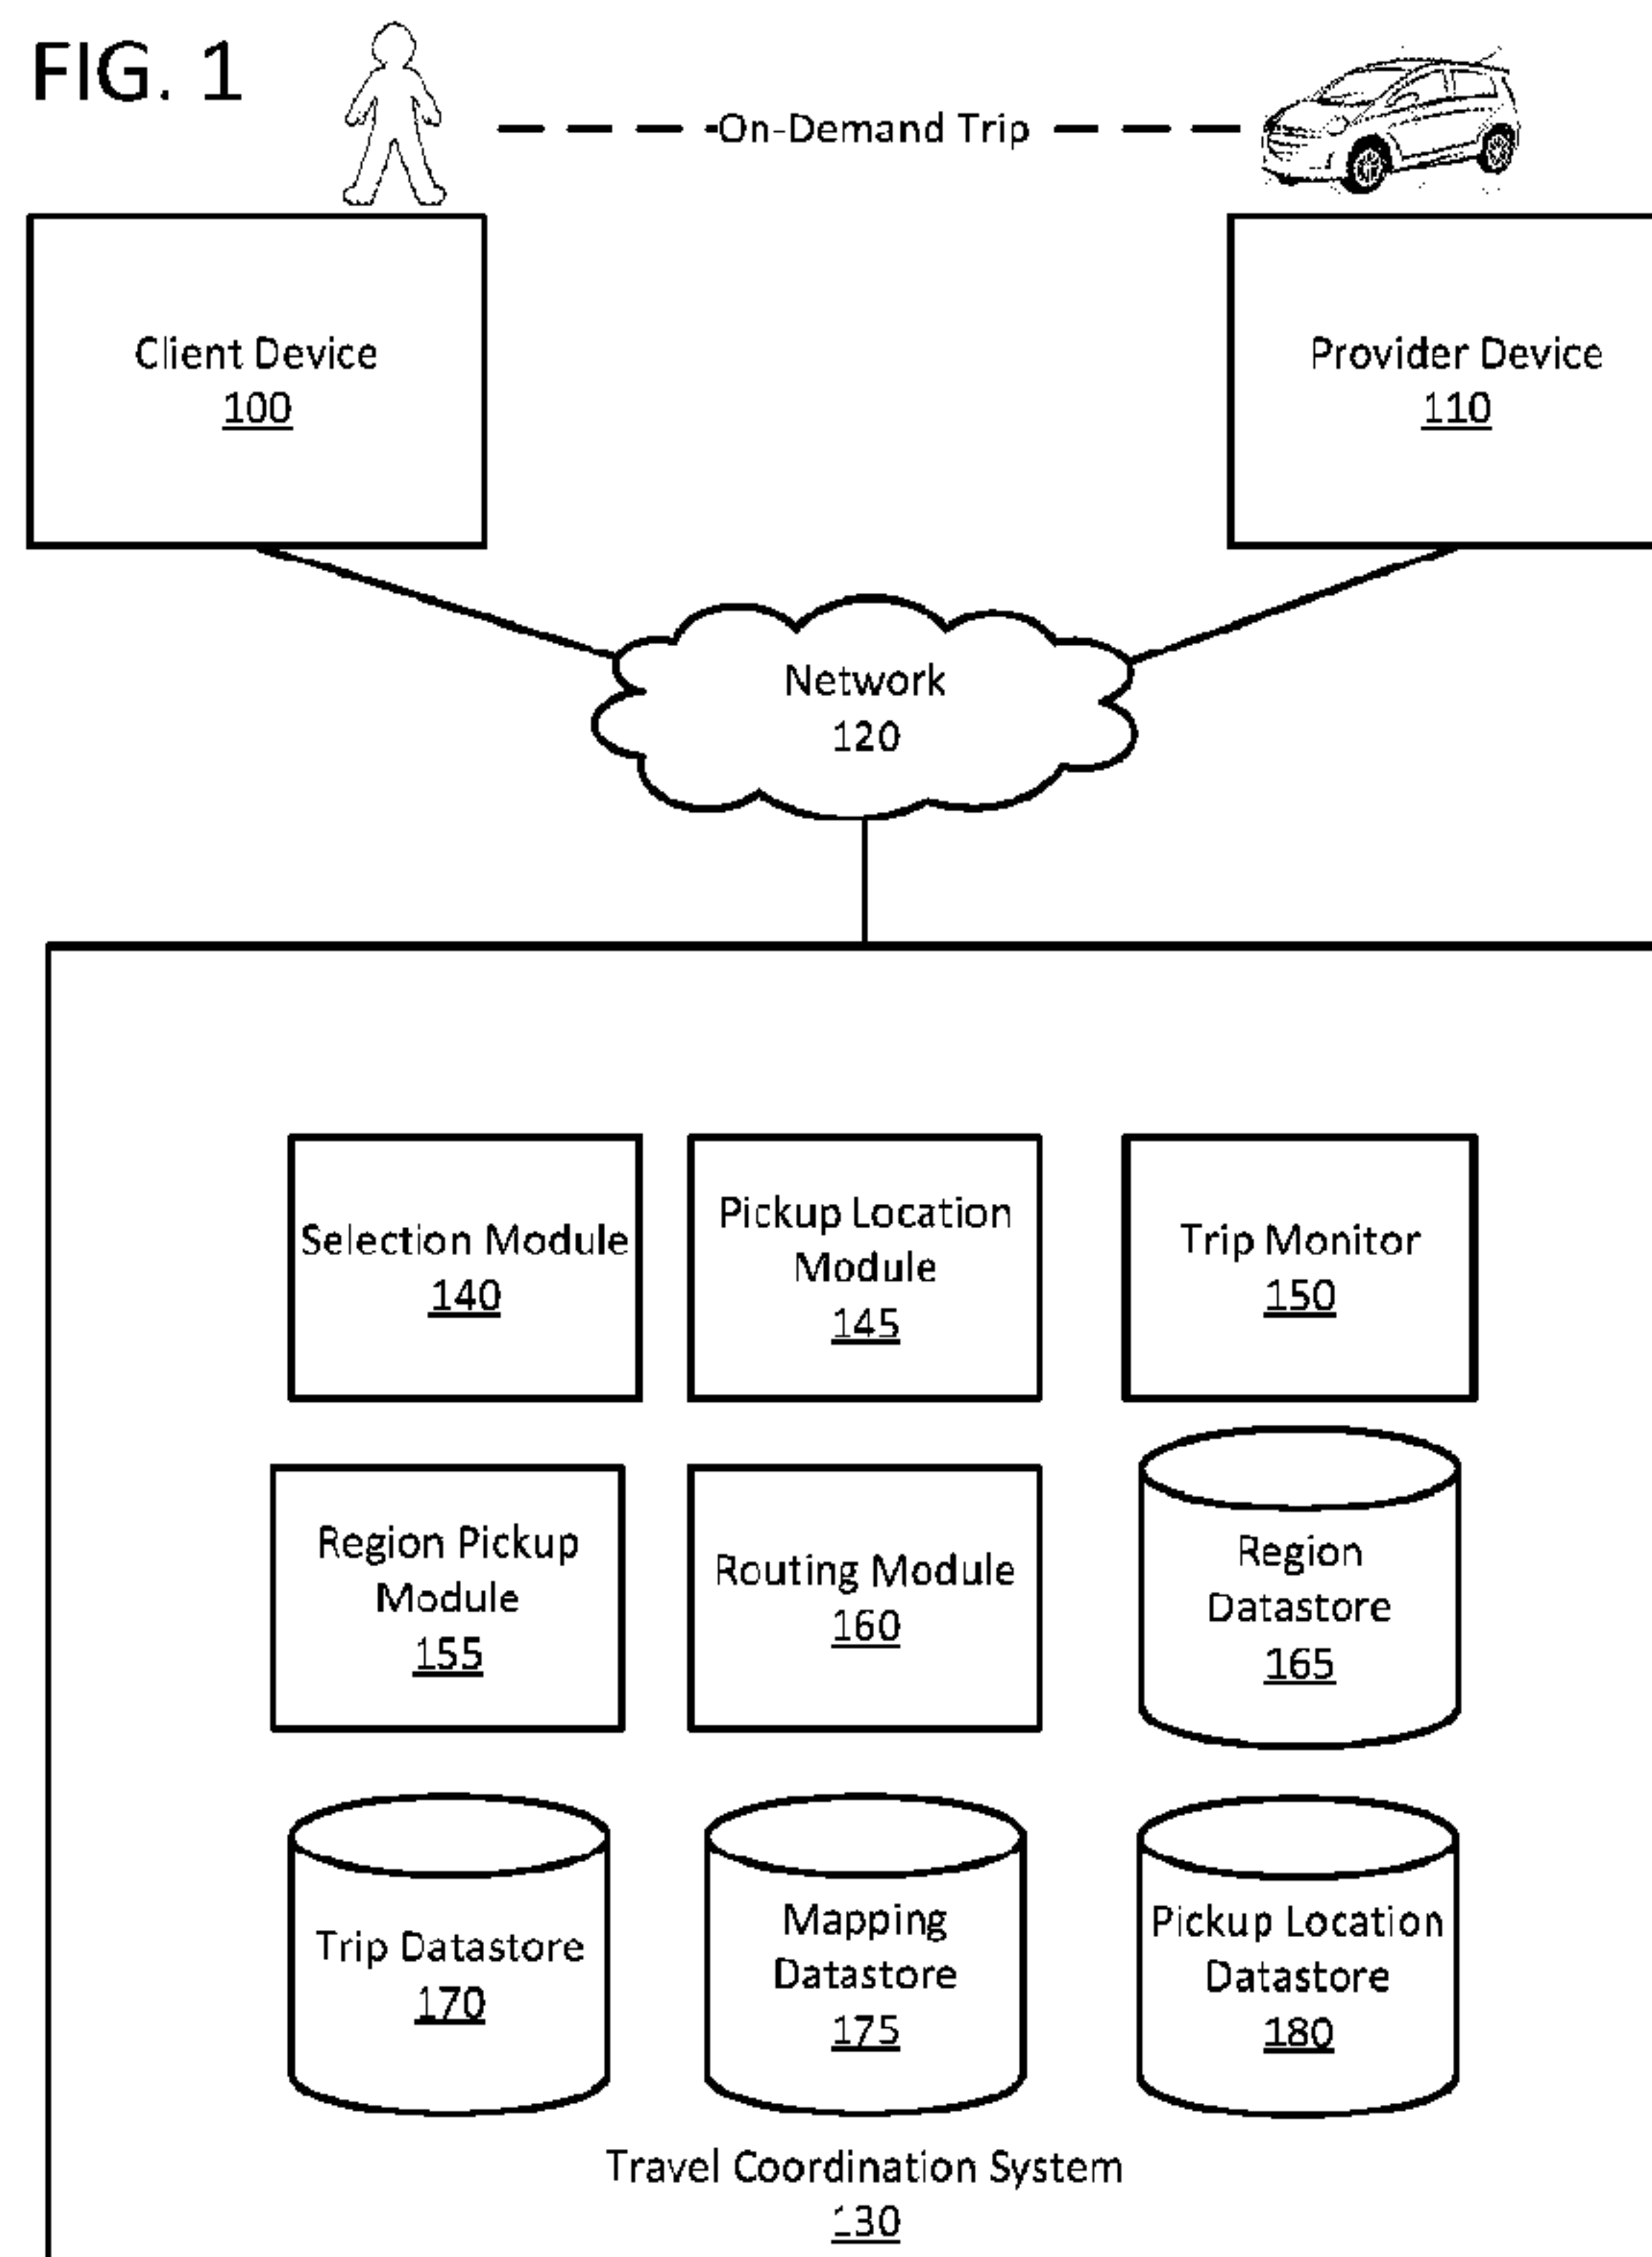 FIG. 1
On-Demand Trip
Client Device
100
Provider Device
110
Network
120
Selection Module
140
Pickup Location
Module
145
Trip Monitor
150
Region Pickup
Module
155
Routing Module
160
Region
Datastore
165
Trip Datastore
170
Mapping
Datastore
175
Pickup Location
Datastore
180
Travel Coordination System
130